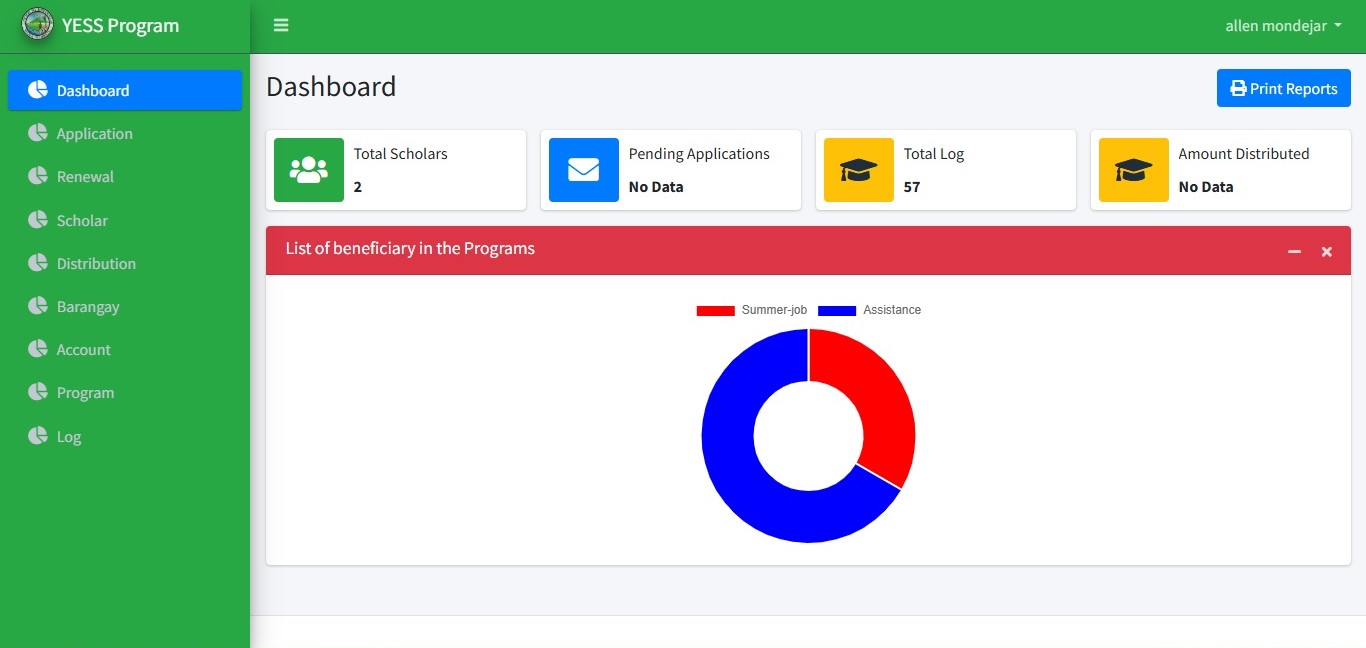 YESS Program
allen mondejar
Dashboard
Application
Renewal
Scholar
Distribution
Barangay
Account
Program
Log
Dashboard
Print Reports
Total Scholars
2
Pending Applications
No Data
Total Log
57
Amount Distributed
No Data
List of beneficiary in the Programs
Summer-job
Assistance